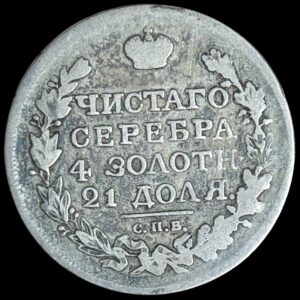 ЧИСТАГО
СЕРЕБРА
4 ЗОЛОТН
21 ДОЛЯ
С.П.Б.